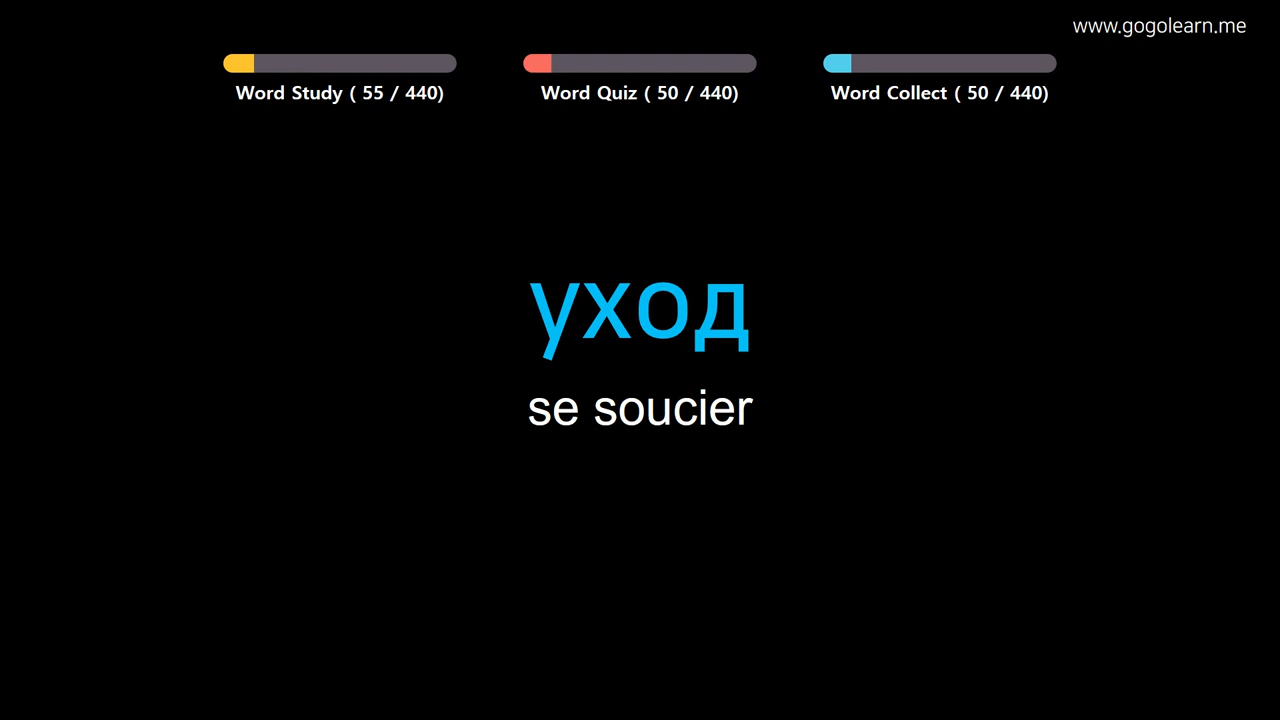 www.gogolearn.me
Word Study ( 55 / 440)
Word Quiz ( 50 / 440)
Word Collect ( 50 / 440)
уход
se soucier